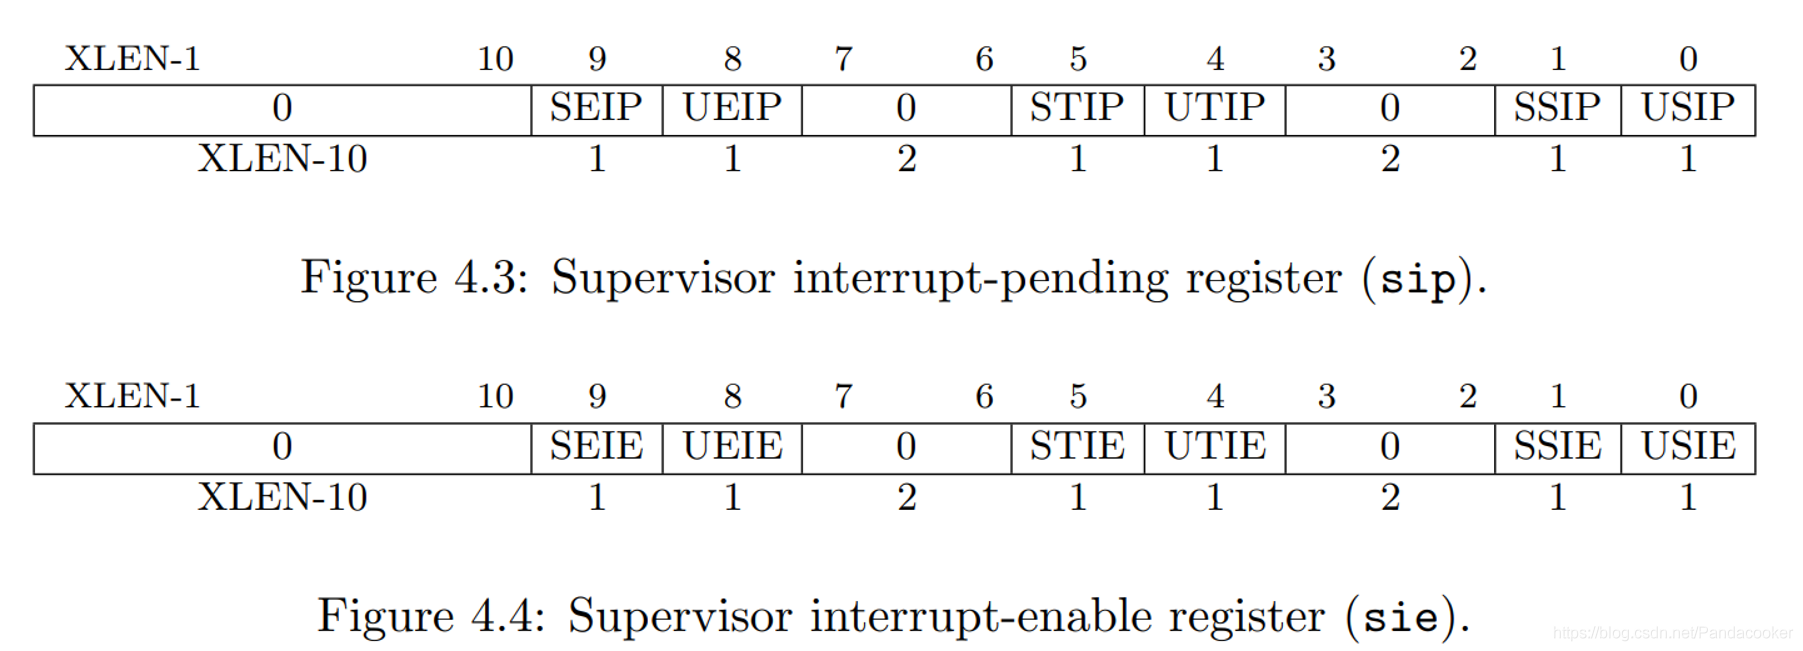 XLEN-1 10 9 8 7 6 5 4 3 2 1 0
0 SEIP UEIP 0 STIP UTIP 0 SSIP USIP
XLEN-10 1 1 2 1 1 2 1 1
Figure 4.3: Supervisor interrupt-pending register (sip).
XLEN-1 10 9 8 7 6 5 4 3 2 1 0
0 SEIE UEIE 0 STIE UTIE 0 SSIE USIE
XLEN-10 1 1 2 1 1 2 1 1
Figure 4.4: Supervisor interrupt-enable register (sie).
https://blog.csdn.net/Pandacooker